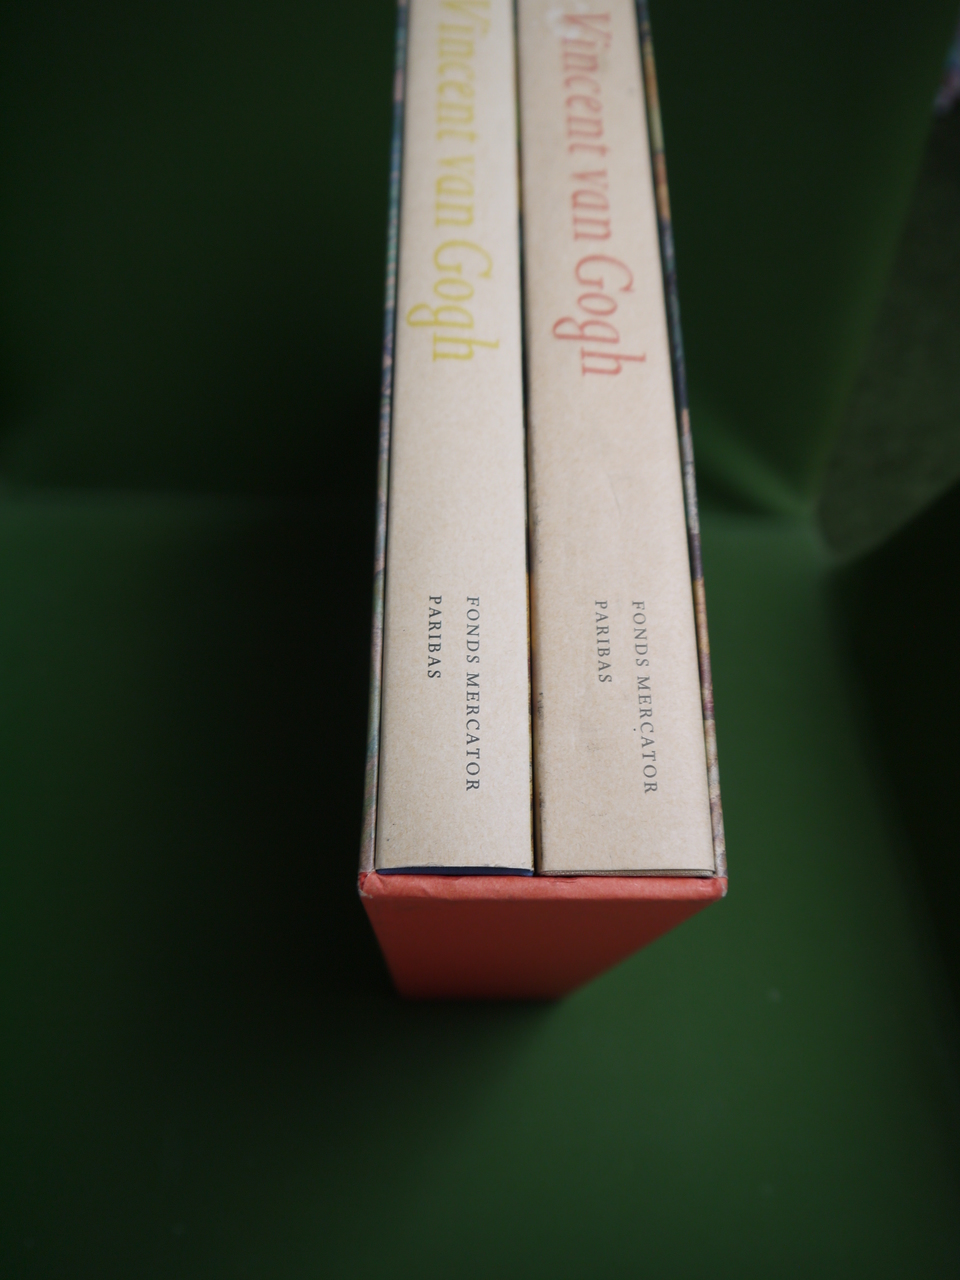 Vincent van Gogh
FONDS MERCATOR
PARIBAS
Vincent van Gogh
FONDS MERCATOR
PARIBAS